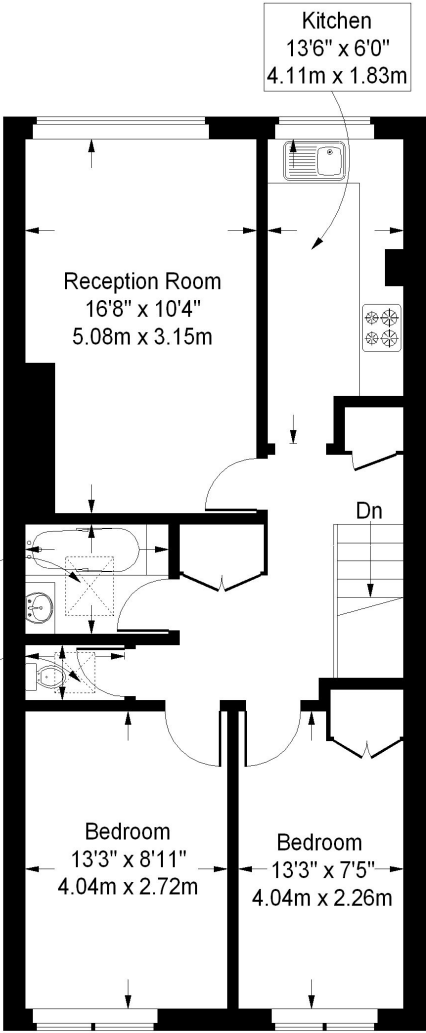 Kitchen
13'6" x 6'0"
4.11m x 1.83m
Reception Room
16'8" x 10'4"
5.08m x 3.15m
Dn
Bedroom
13'3" x 8'11"
4.04m x 2.72m
Bedroom
13'3" x 7'5"
4.04m x 2.26m